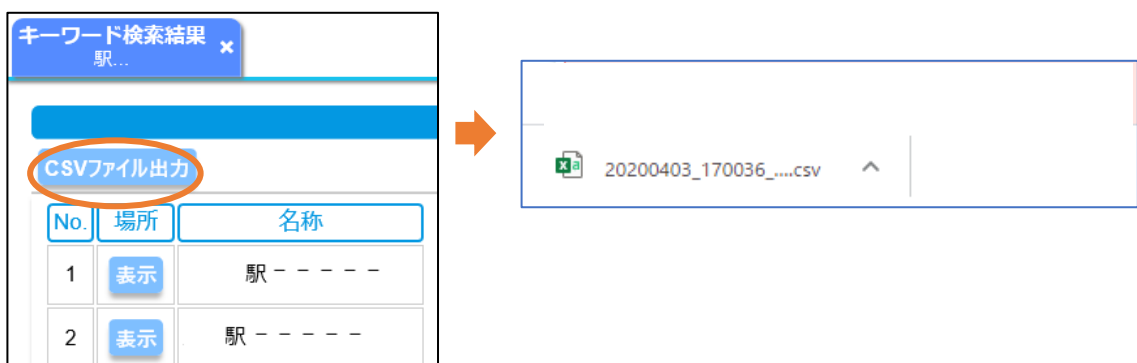 キーワード検索結果 ×
駅...
CSVファイル出力
No. 場所 名称
1 表示 駅－－－－－
2 表示 駅－－－－－
20200403_170036_....csv